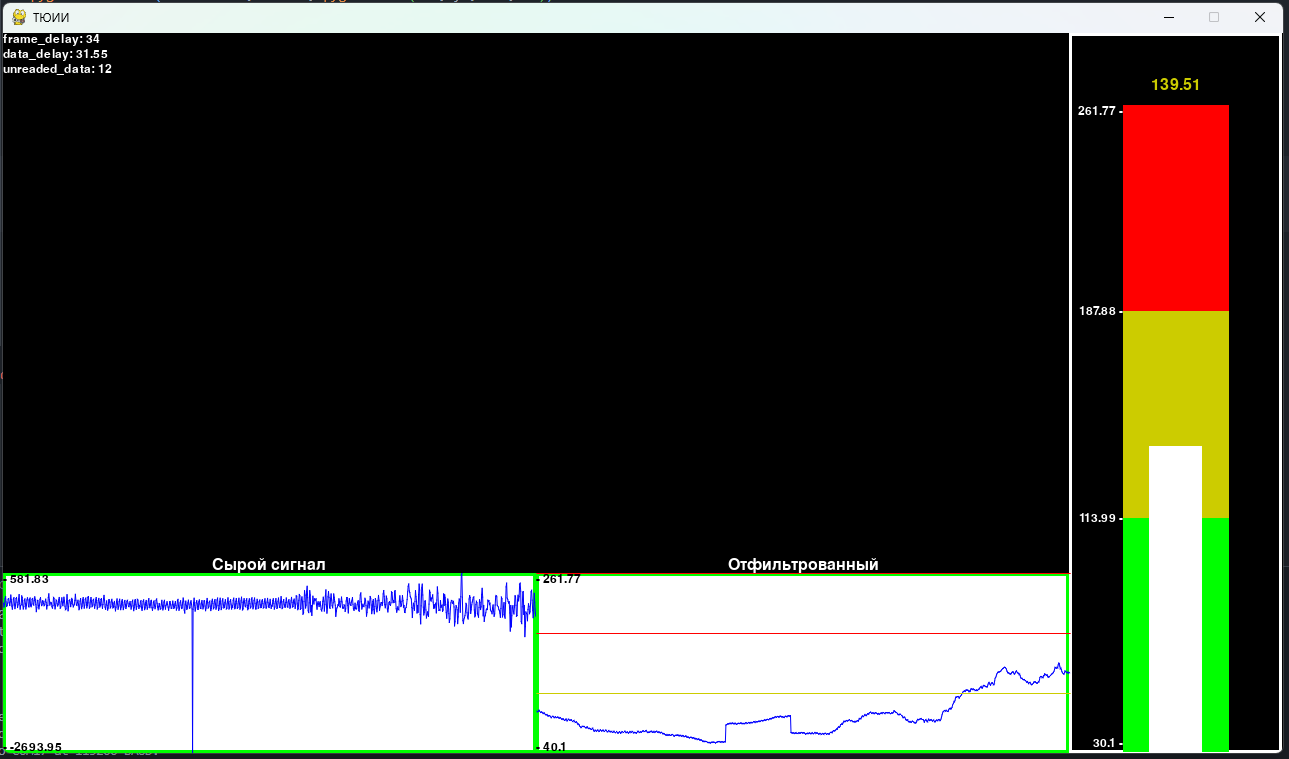 ТЮИИ
frame_delay: 34
data_delay: 31.55
unreaded_data: 12
139.51
261.77 -
187.88 -
113.99 -
30.1 -
Сырой сигнал
- 581.83
- -2693.95
Отфильтрованный
- 261.77
- 40.1